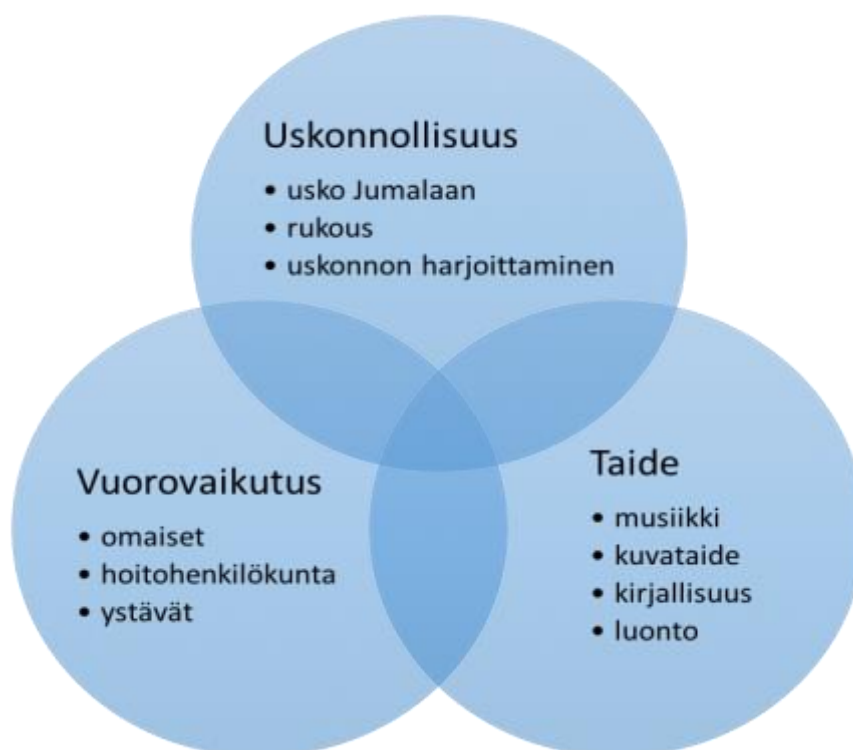 Uskonnollisuus
• usko Jumalaan
• rukous
• uskonnon harjoittaminen
Vuorovaikutus
• omaiset
• hoitohenkilökunta
• ystävät
Taide
• musiikki
• kuvataide
• kirjallisuus
• luonto